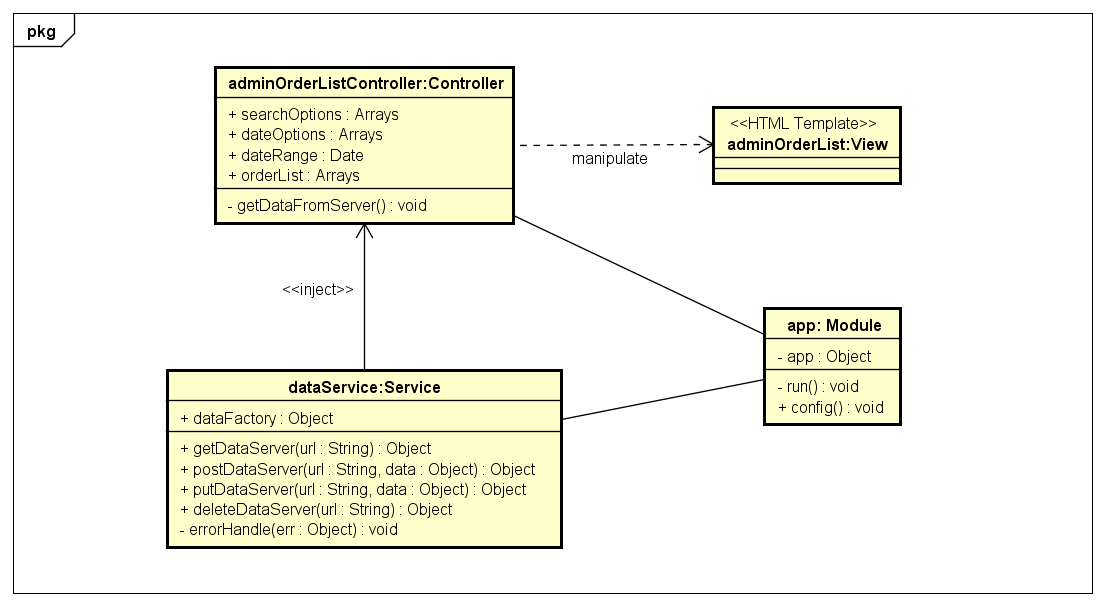 pkg
adminOrderListController:Controller
+ searchOptions : Arrays
+ dateOptions : Arrays
+ dateRange : Date
+ orderList : Arrays
- getDataFromServer() : void
<<HTML Template>>
adminOrderList:View
manipulate
<<inject>>
app: Module
- app : Object
- run() : void
+ config() : void
dataService:Service
+ dataFactory : Object
+ getDataServer(url : String) : Object
+ postDataServer(url : String, data : Object) : Object
+ putDataServer(url : String, data : Object) : Object
+ deleteDataServer(url : String) : Object
- errorHandle(err : Object) : void